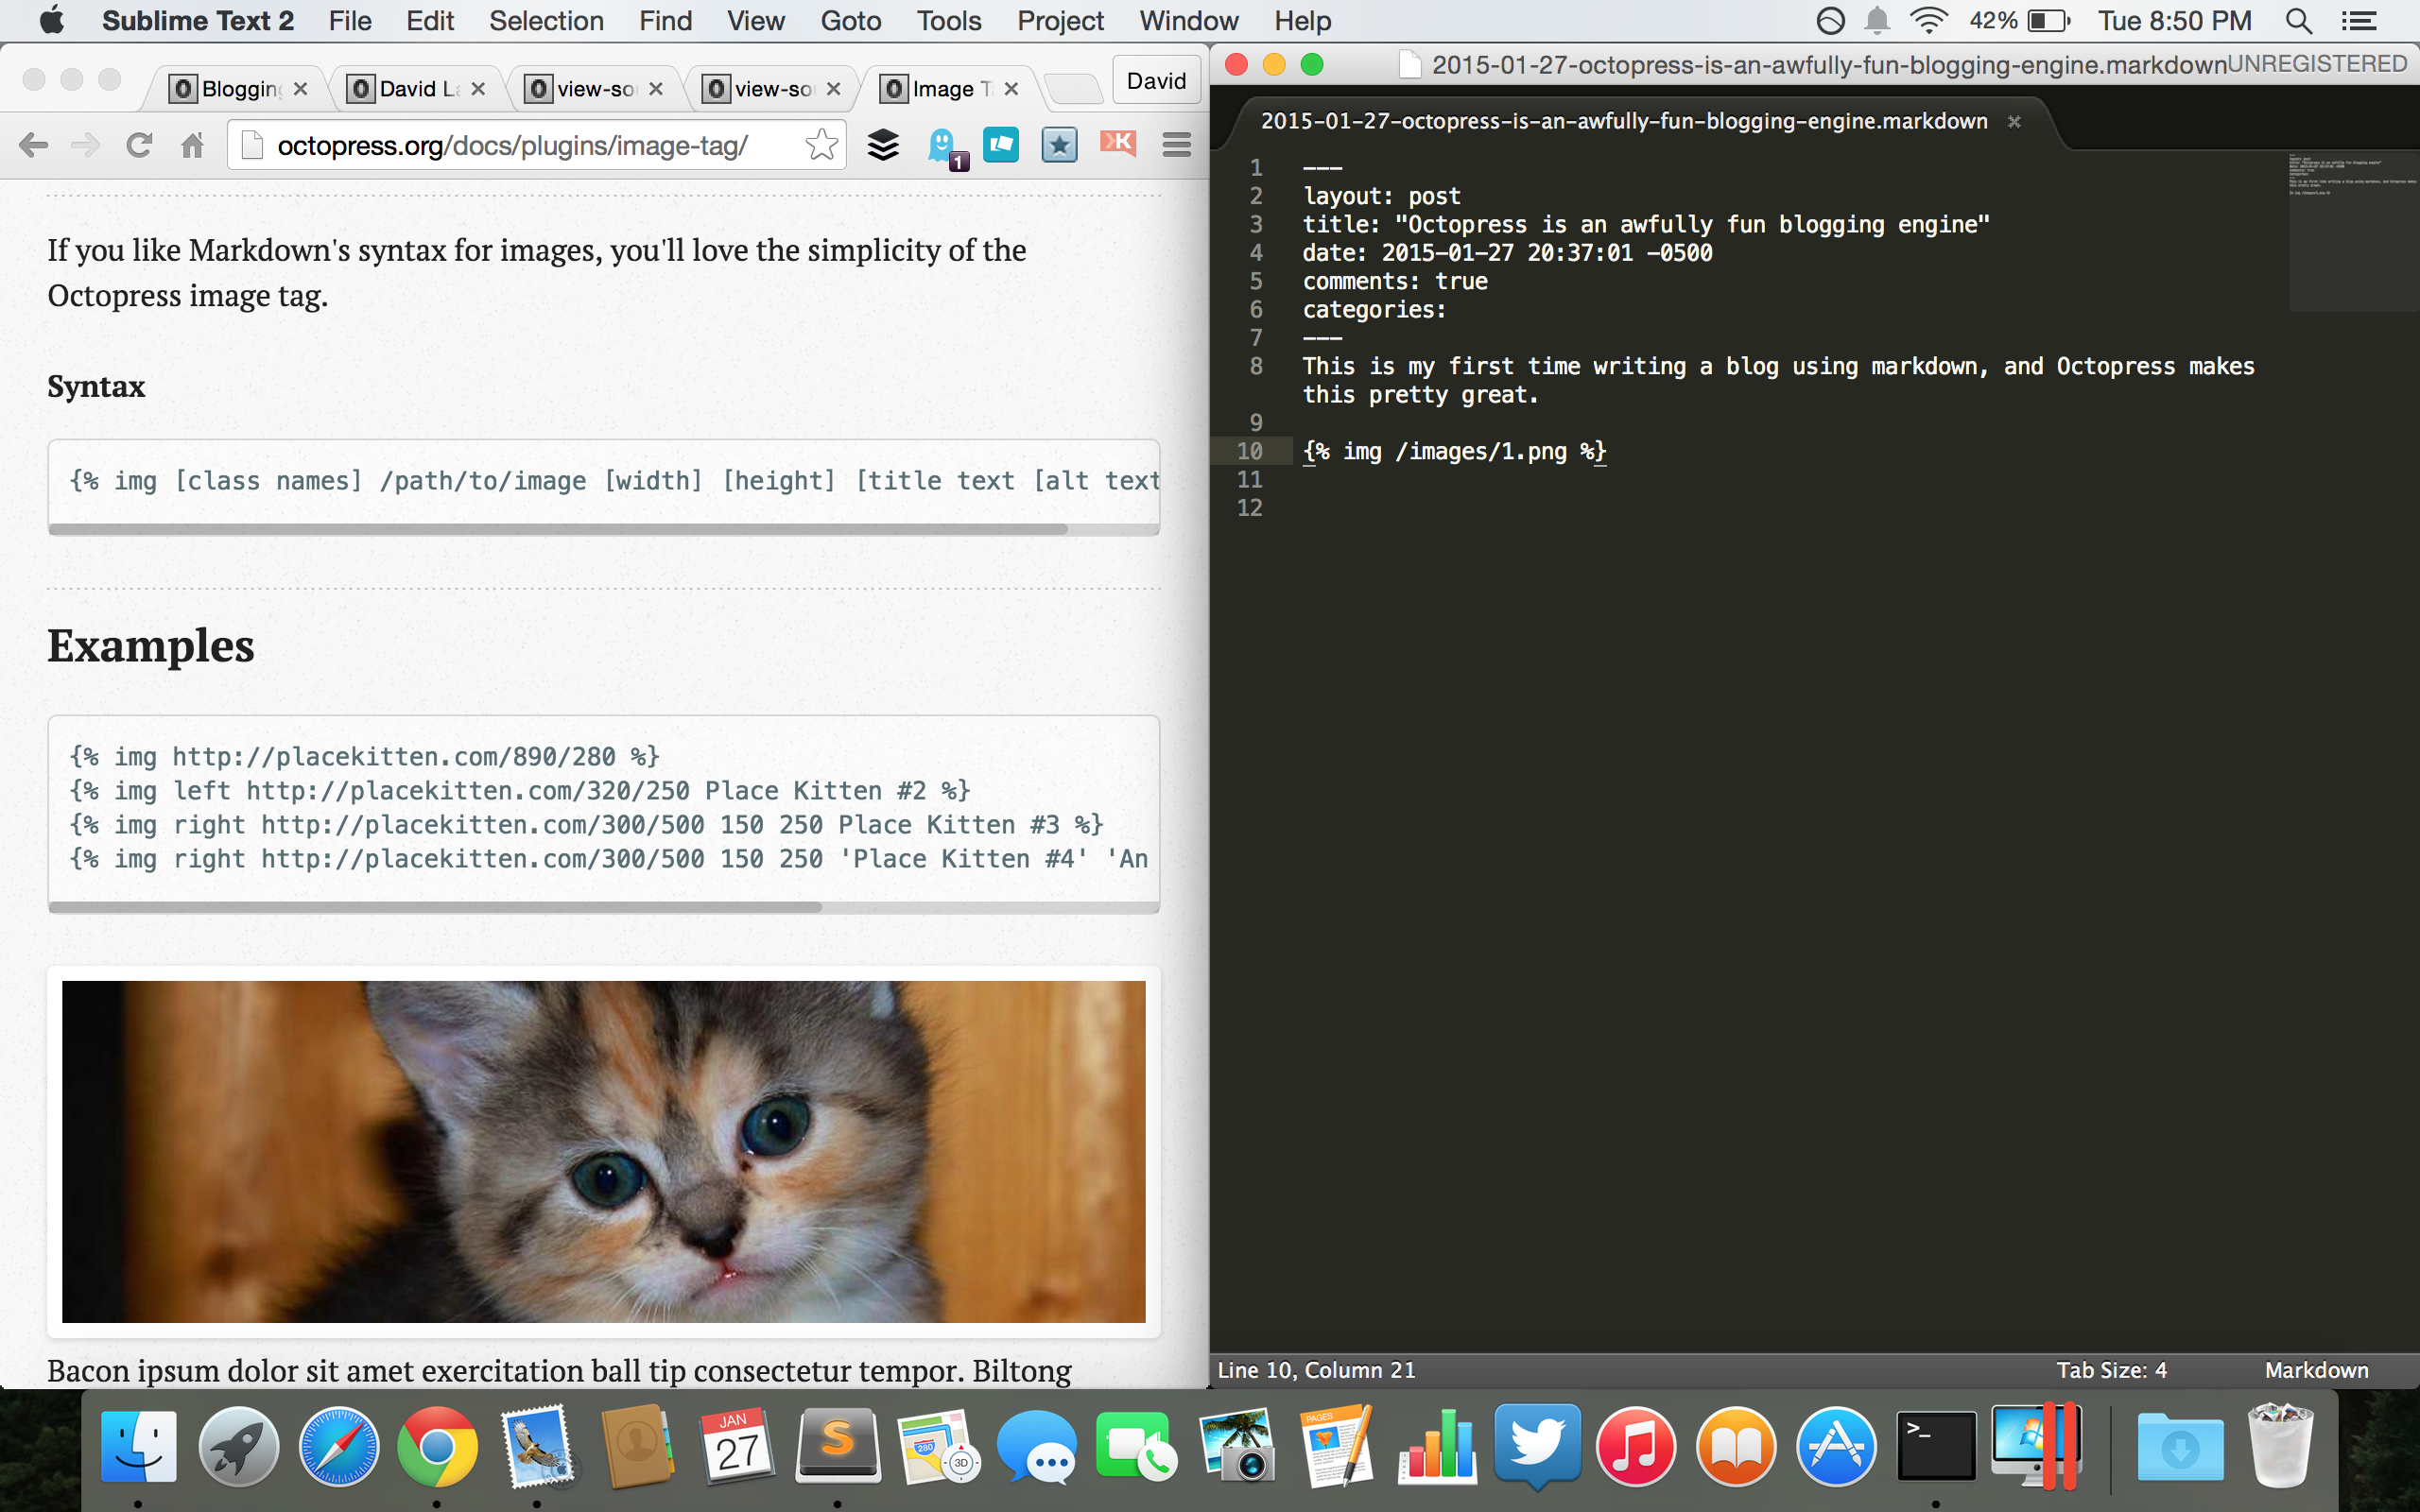 Sublime Text 2 File Edit Selection Find View Goto Tools Project Window Help 42% Tue 8:50 PM
Blogging David La view-so view-so Image T David
octopress.org/docs/plugins/image-tag/
1
If you like Markdown's syntax for images, you'll love the simplicity of the
Octopress image tag.
Syntax
{% img [class names] /path/to/image [width] [height] [title text [alt text
Examples
{% img http://placekitten.com/890/280 %}
{% img left http://placekitten.com/320/250 Place Kitten #2 %}
{% img right http://placekitten.com/300/500 150 250 Place Kitten #3 %}
{% img right http://placekitten.com/300/500 150 250 'Place Kitten #4' 'An
Bacon ipsum dolor sit amet exercitation ball tip consectetur tempor. Biltong
2015-01-27-octopress-is-an-awfully-fun-blogging-engine.markdown UNREGISTERED
2015-01-27-octopress-is-an-awfully-fun-blogging-engine.markdown
1 ---
2 layout: post
3 title: "Octopress is an awfully fun blogging engine"
4 date: 2015-01-27 20:37:01 -0500
5 comments: true
6 categories:
7 ---
8 This is my first time writing a blog using markdown, and Octopress makes
this pretty great.
9
10 {% img /images/1.png %}
11
12
Line 10, Column 21 Tab Size: 4 Markdown
JAN
27
280
3D
PAGES
>_